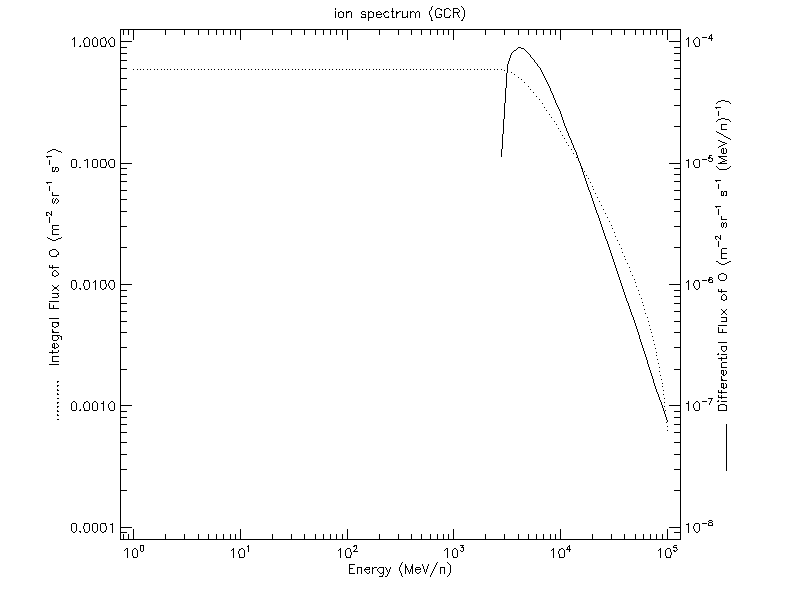 ion spectrum (GCR)
1.0000
0.1000
0.0100
0.0010
0.0001
Integral Flux of O (m⁻² sr⁻¹ s⁻¹)
10⁻⁴
10⁻⁵
10⁻⁶
10⁻⁷
10⁻⁸
Differential Flux of O (m⁻² sr⁻¹ s⁻¹ (MeV/n)⁻¹)
10⁰ 10¹ 10² 10³ 10⁴ 10⁵
Energy (MeV/n)